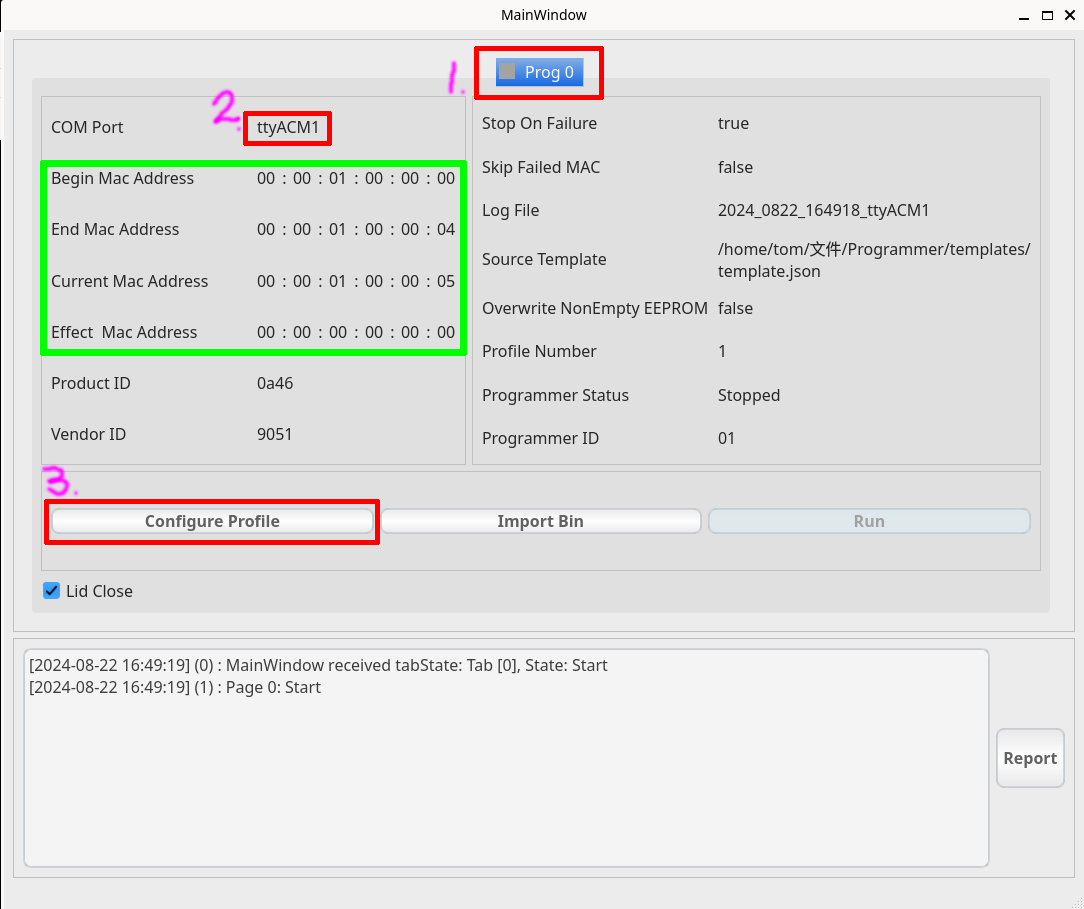 MainWindow
1.
Prog 0
2.
COM Port ttyACM1
Begin Mac Address 00 : 00 : 01 : 00 : 00 : 00
End Mac Address 00 : 00 : 01 : 00 : 00 : 04
Current Mac Address 00 : 00 : 01 : 00 : 00 : 05
Effect  Mac Address 00 : 00 : 00 : 00 : 00 : 00
Product ID 0a46
Vendor ID 9051
Stop On Failure true
Skip Failed MAC false
Log File 2024_0822_164918_ttyACM1
Source Template /home/tom/文件/Programmer/templates/
template.json
Overwrite NonEmpty EEPROM false
Profile Number 1
Programmer Status Stopped
Programmer ID 01
3.
Configure Profile Import Bin Run
Lid Close
[2024-08-22 16:49:19] (0) : MainWindow received tabState: Tab [0], State: Start
[2024-08-22 16:49:19] (1) : Page 0: Start
Report